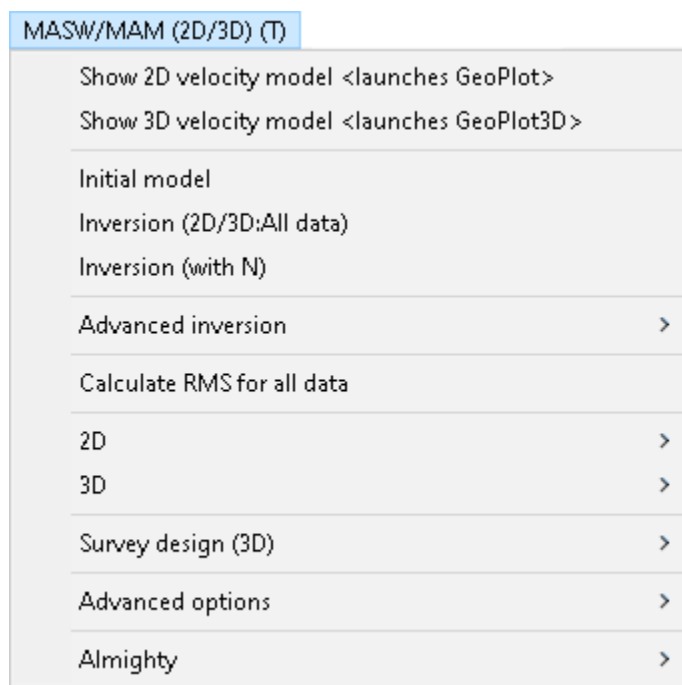 MASW/MAM (2D/3D) (T)
Show 2D velocity model <launches GeoPlot>
Show 3D velocity model <launches GeoPlot3D>
Initial model
Inversion (2D/3D:All data)
Inversion (with N)
Advanced inversion
Calculate RMS for all data
2D
3D
Survey design (3D)
Advanced options
Almighty